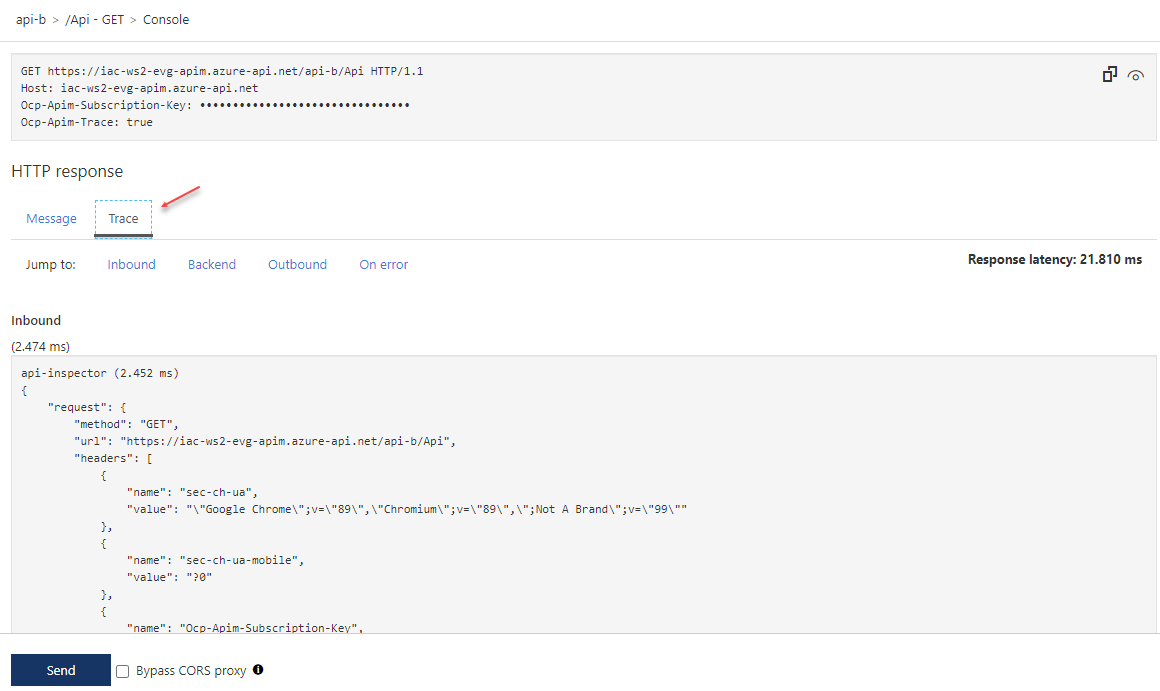 api-b > /Api - GET > Console
GET https://iac-ws2-evg-apim.azure-api.net/api-b/Api HTTP/1.1
Host: iac-ws2-evg-apim.azure-api.net
Ocp-Apim-Subscription-Key: ••••••••••••••••••••••••••••••••
Ocp-Apim-Trace: true
HTTP response
Message Trace
Jump to: Inbound Backend Outbound On error Response latency: 21.810 ms
Inbound
(2.474 ms)
api-inspector (2.452 ms)
{
    "request": {
        "method": "GET",
        "url": "https://iac-ws2-evg-apim.azure-api.net/api-b/Api",
        "headers": [
            {
                "name": "sec-ch-ua",
                "value": "\"Google Chrome\";v=\"89\",\"Chromium\";v=\"89\",\";Not A Brand\";v=\"99\""
            },
            {
                "name": "sec-ch-ua-mobile",
                "value": "?0"
            },
            {
                "name": "Ocp-Apim-Subscription-Key",
Send Bypass CORS proxy